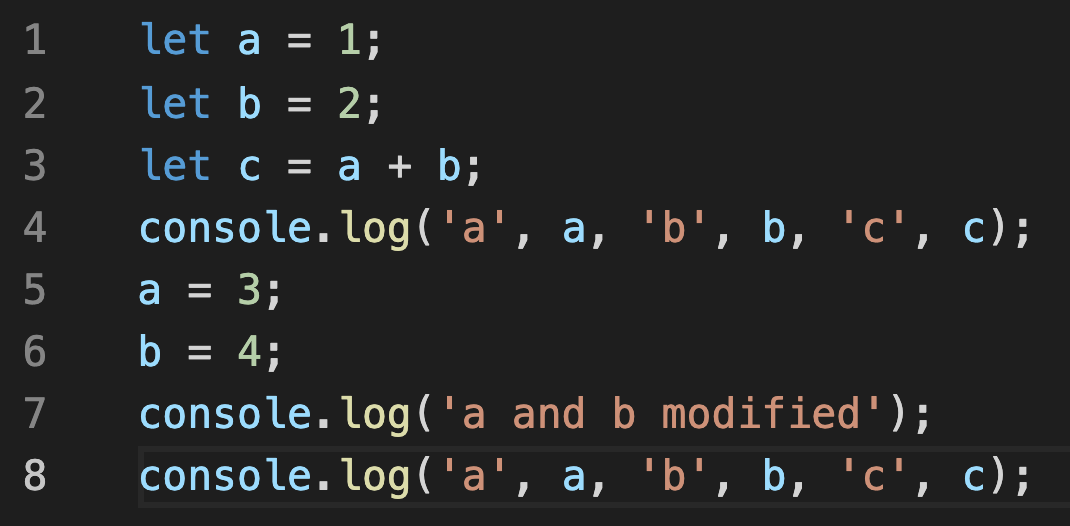 1 let a = 1;
2 let b = 2;
3 let c = a + b;
4 console.log('a', a, 'b', b, 'c', c);
5 a = 3;
6 b = 4;
7 console.log('a and b modified');
8 console.log('a', a, 'b', b, 'c', c);